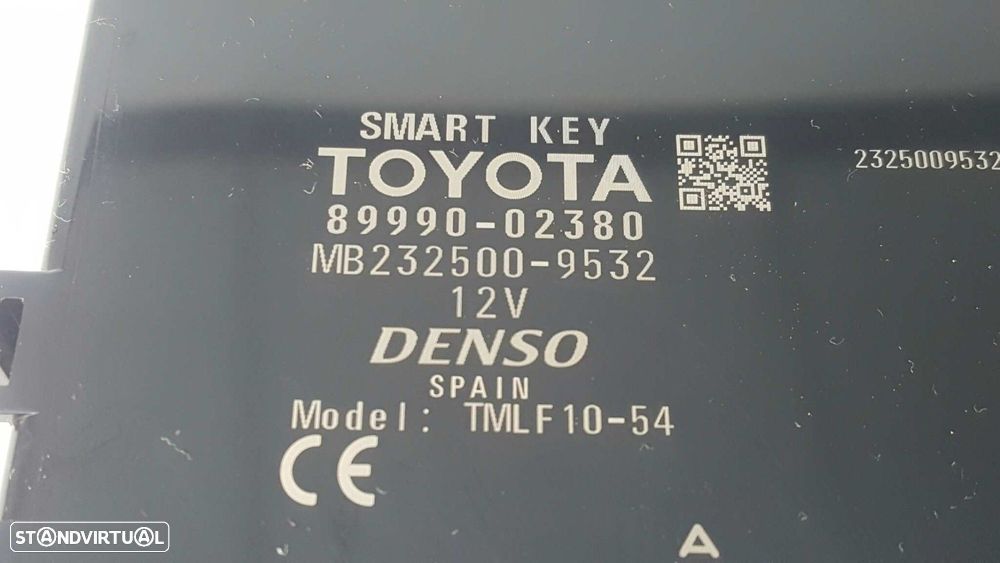 SMART KEY
TOYOTA
89990-02380
MB232500-9532
12V
DENSO
SPAIN
Model: TMLF10-54
CE
2325009532
A
STANDVIRTUAL